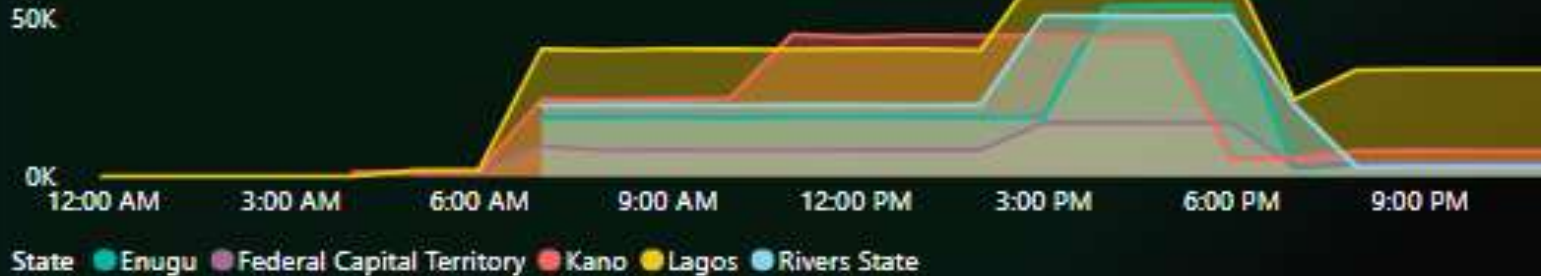 50K
0K
12:00 AM 3:00 AM 6:00 AM 9:00 AM 12:00 PM 3:00 PM 6:00 PM 9:00 PM
State Enugu Federal Capital Territory Kano Lagos Rivers State